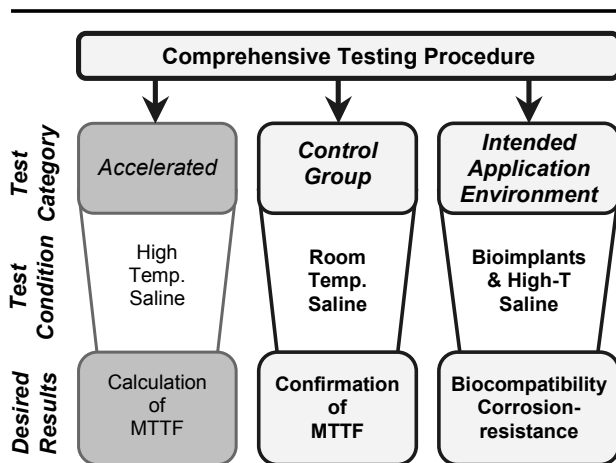 Comprehensive Testing Procedure
Test
Category
Accelerated
Control
Group
Intended
Application
Environment
Test
Condition
High
Temp.
Saline
Room
Temp.
Saline
Bioimplants
& High-T
Saline
Desired
Results
Calculation
of
MTTF
Confirmation
of
MTTF
Biocompatibility
Corrosion-
resistance